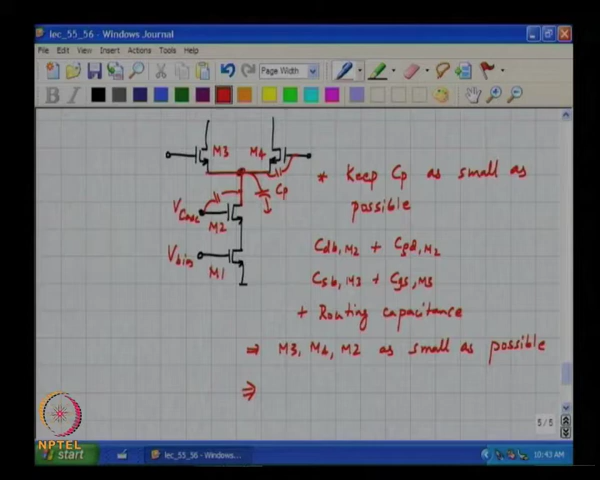 lec_55_56 - Windows Journal
File Edit View Insert Actions Tools Help
Page Width
B I
M3 M4
Cp
* Keep Cp as small as
possible
Vcasc
M2
Vbias
M1
Cdb, M2 + Cgd, M2
Csb, M3 + Cgs, M3
+ Routing capacitance
⇒ M3, M4, M2 as small as possible
⇒
5 / 5
NPTEL
start lec_55_56 - Windows... 10:43 AM